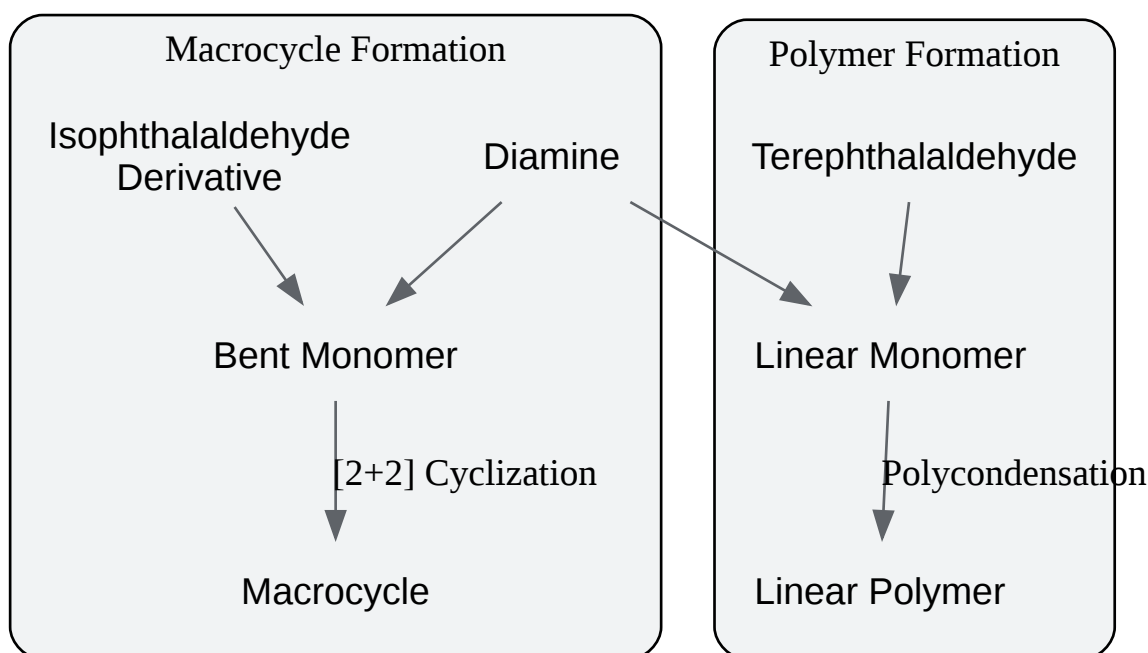 Macrocycle Formation
Polymer Formation
Isophthalaldehyde
Derivative
Diamine
Terephthalaldehyde
Bent Monomer
Linear Monomer
[2+2] Cyclization
Polycondensation
Macrocycle
Linear Polymer